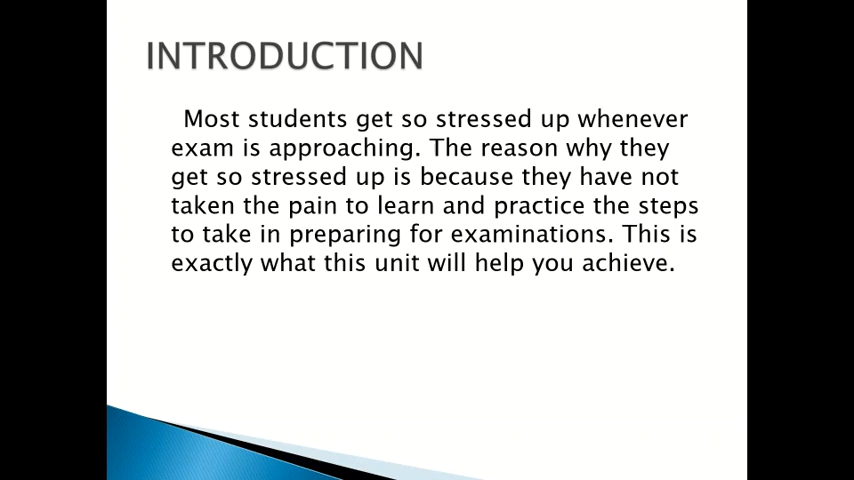 INTRODUCTION
Most students get so stressed up whenever
exam is approaching. The reason why they
get so stressed up is because they have not
taken the pain to learn and practice the steps
to take in preparing for examinations. This is
exactly what this unit will help you achieve.